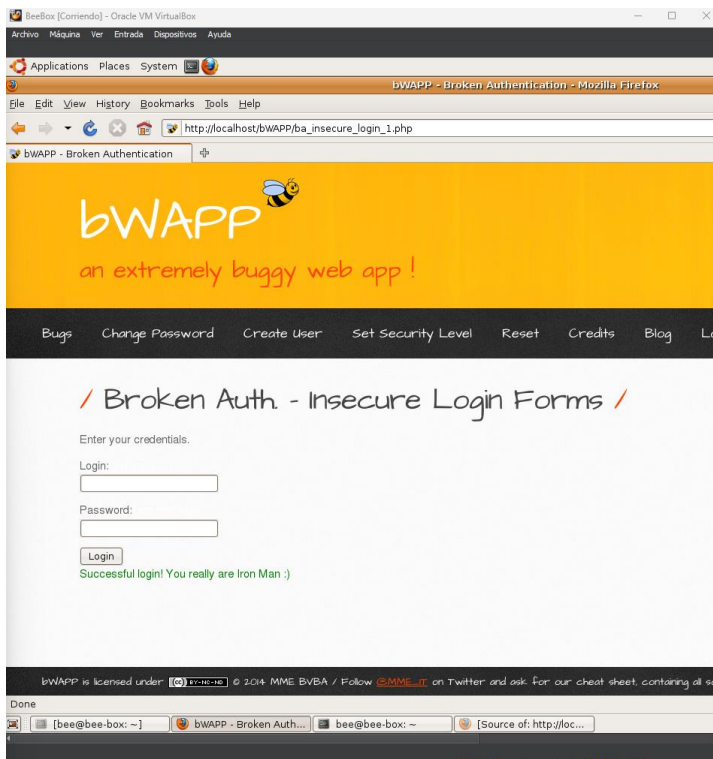 BeeBox [Corriendo] - Oracle VM VirtualBox
Archivo Máquina Ver Entrada Dispositivos Ayuda
Applications Places System
bWAPP - Broken Authentication - Mozilla Firefox
File Edit View History Bookmarks Tools Help
http://localhost/bWAPP/ba_insecure_login_1.php
bWAPP - Broken Authentication
bWAPP
an extremely buggy web app !
Bugs Change Password Create User Set Security Level Reset Credits Blog
/ Broken Auth. - Insecure Login Forms /
Enter your credentials.
Login:
Password:
Login
Successful login! You really are Iron Man :)
bWAPP is licensed under (cc) BY-NC-ND © 2014 MME BVBA / Follow @MME_IT on Twitter and ask for our cheat sheet, containing all
Done
[bee@bee-box: ~] bWAPP - Broken Auth... bee@bee-box: ~ [Source of: http://loc...